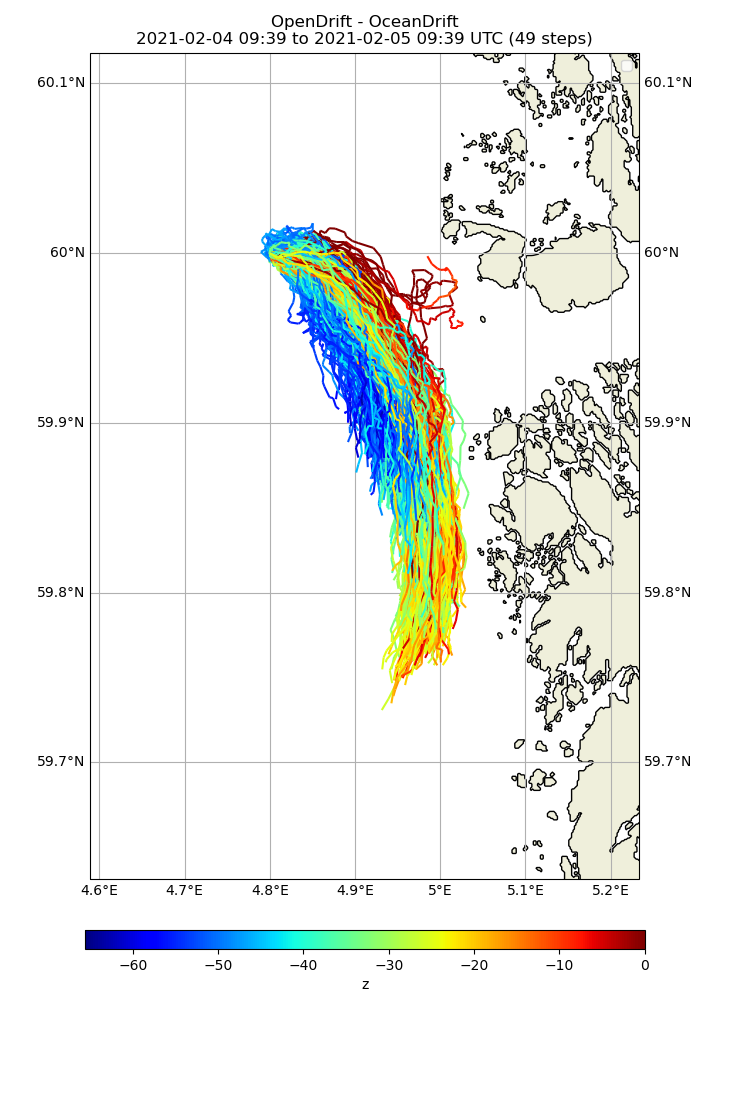 OpenDrift - OceanDrift
2021-02-04 09:39 to 2021-02-05 09:39 UTC (49 steps)
60.1°N 60.1°N
60°N 60°N
59.9°N 59.9°N
59.8°N 59.8°N
59.7°N 59.7°N
4.6°E 4.7°E 4.8°E 4.9°E 5°E 5.1°E 5.2°E
−60 −50 −40 −30 −20 −10 0
z